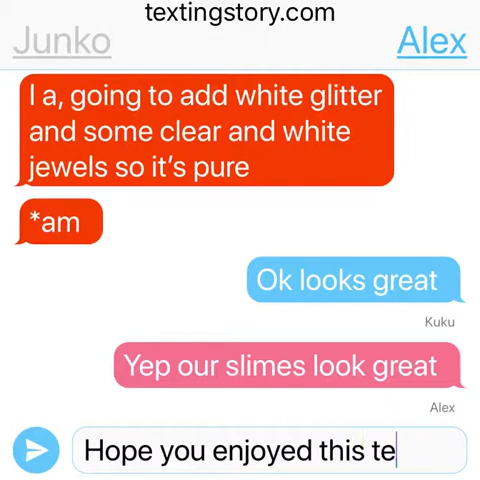 textingstory.com
Junko Alex
I a, going to add white glitter
and some clear and white
jewels so it’s pure
*am
Ok looks great
Kuku
Yep our slimes look great
Alex
Hope you enjoyed this te